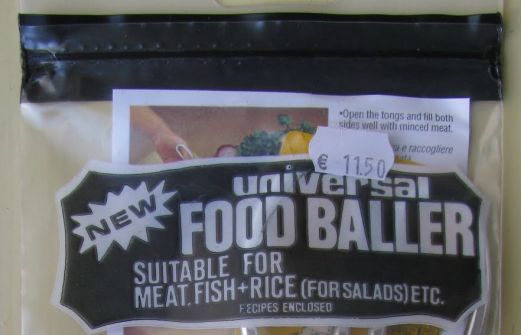 •Open the tongs and fill both
sides well with minced meat.
e raccogliere
€ 11.50
NEW
universal
FOOD BALLER
SUITABLE FOR
MEAT. FISH+RICE (FOR SALADS) ETC.
RECIPES ENCLOSED